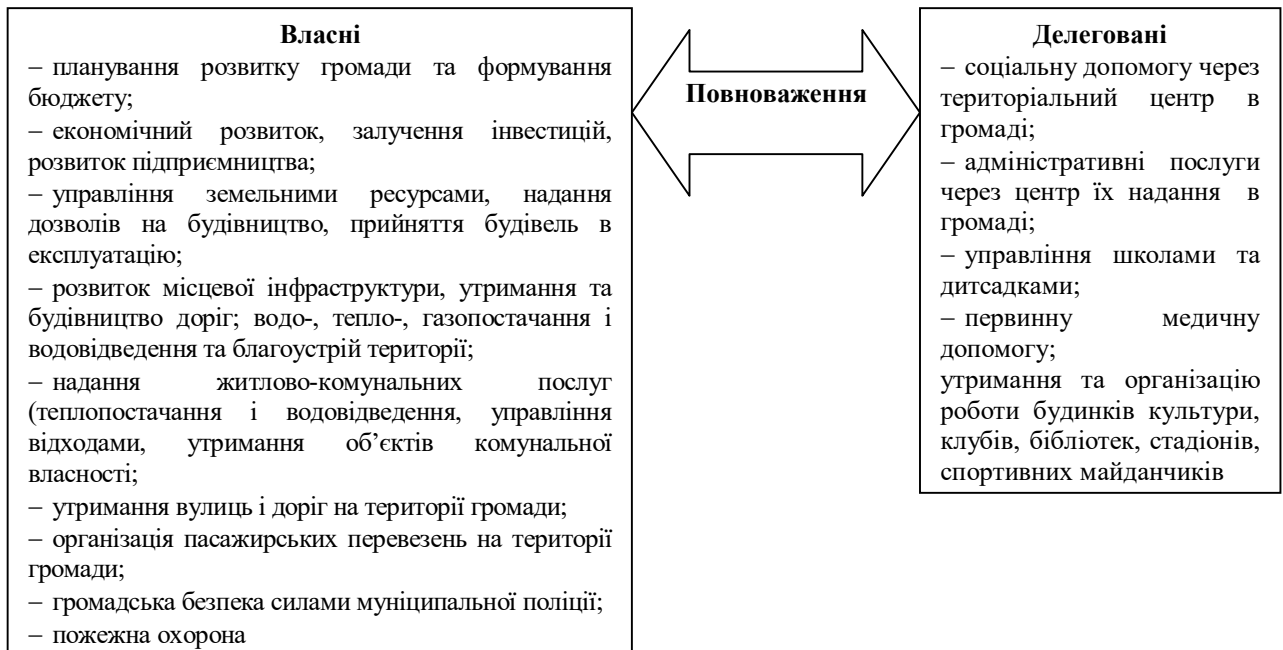 Власні
– планування розвитку громади та формування
бюджету;
– економічний розвиток, залучення інвестицій,
розвиток підприємництва;
– управління земельними ресурсами, надання
дозволів на будівництво, прийняття будівель в
експлуатацію;
– розвиток місцевої інфраструктури, утримання та
будівництво доріг; водо-, тепло-, газопостачання і
водовідведення та благоустрій території;
– надання житлово-комунальних послуг
(теплопостачання і водовідведення, управління
відходами, утримання об’єктів комунальної
власності;
– утримання вулиць і доріг на території громади;
– організація пасажирських перевезень на території
громади;
– громадська безпека силами муніципальної поліції;
– пожежна охорона
Повноваження
Делеговані
– соціальну допомогу через
територіальний центр в
громаді;
– адміністративні послуги
через центр їх надання в
громаді;
– управління школами та
дитсадками;
– первинну медичну
допомогу;
утримання та організацію
роботи будинків культури,
клубів, бібліотек, стадіонів,
спортивних майданчиків